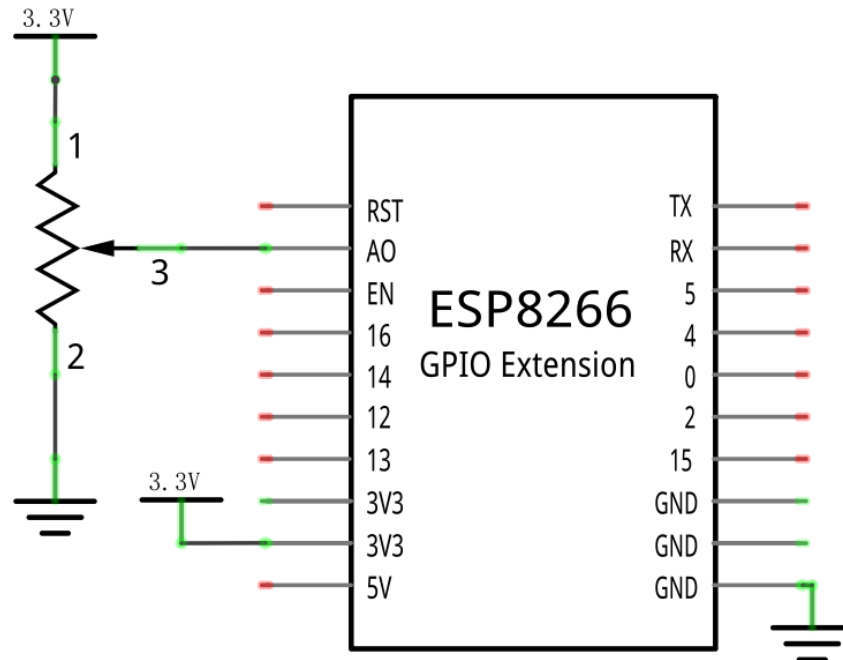 3.3V
1
3
2
3.3V
RST
AO
EN
16
14
12
13
3V3
3V3
5V
ESP8266
GPIO Extension
TX
RX
5
4
0
2
15
GND
GND
GND